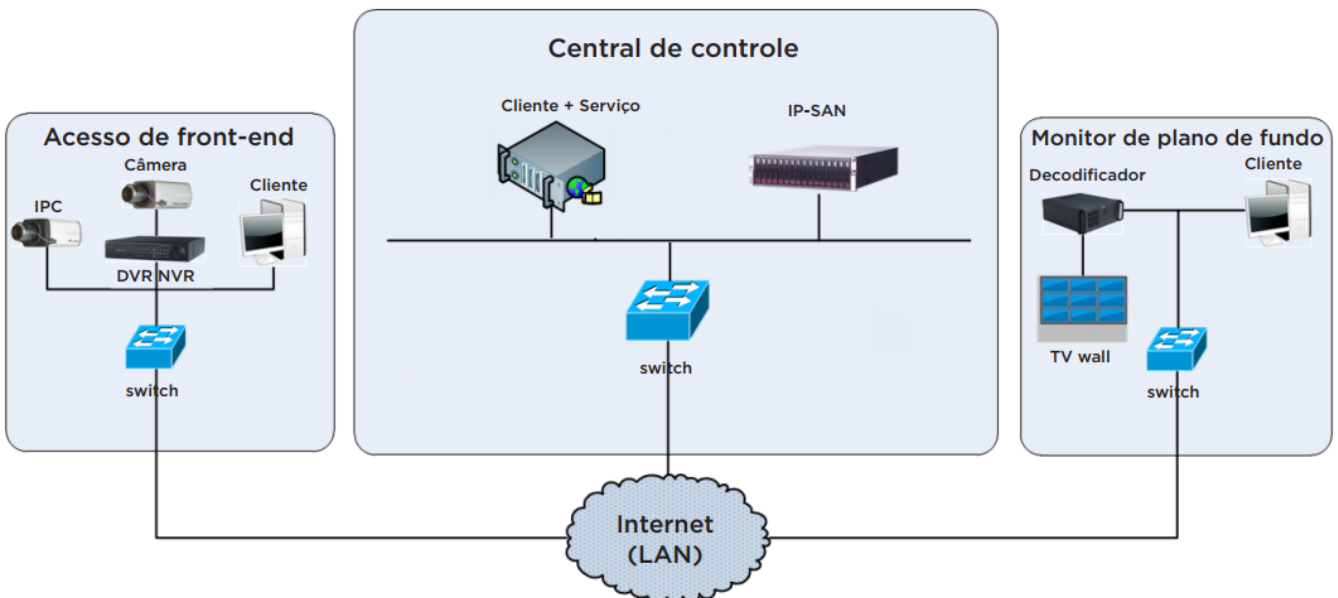 Central de controle
Cliente + Serviço
IP-SAN
switch
Acesso de front-end
Câmera
IPC
Cliente
DVR NVR
switch
Monitor de plano de fundo
Decodificador
Cliente
TV wall
switch
Internet
(LAN)